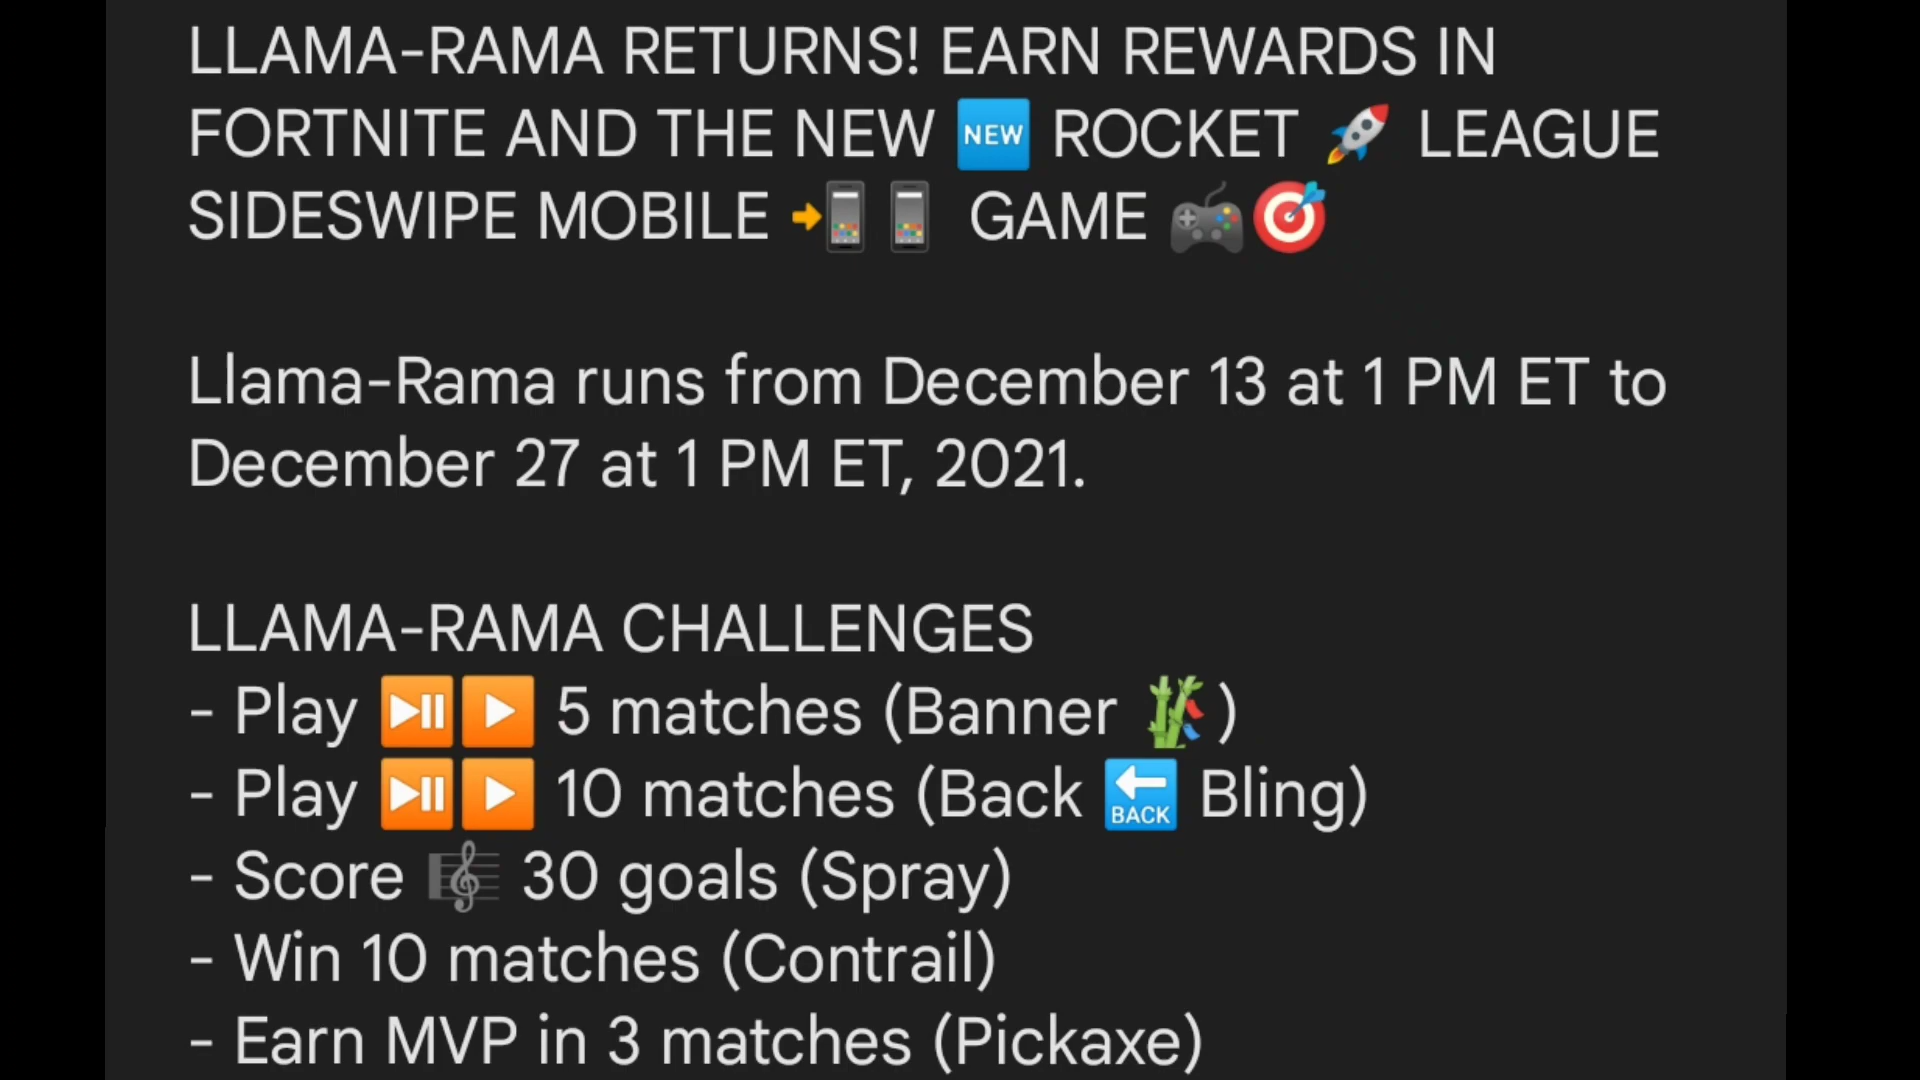 LLAMA-RAMA RETURNS! EARN REWARDS IN
FORTNITE AND THE NEW 🆕 ROCKET 🚀 LEAGUE
SIDESWIPE MOBILE 📲📱 GAME 🎮🎯
Llama-Rama runs from December 13 at 1 PM ET to
December 27 at 1 PM ET, 2021.
LLAMA-RAMA CHALLENGES
- Play ⏯️▶️ 5 matches (Banner 🎋)
- Play ⏯️▶️ 10 matches (Back 🔙 Bling)
- Score 🎼 30 goals (Spray)
- Win 10 matches (Contrail)
- Earn MVP in 3 matches (Pickaxe)